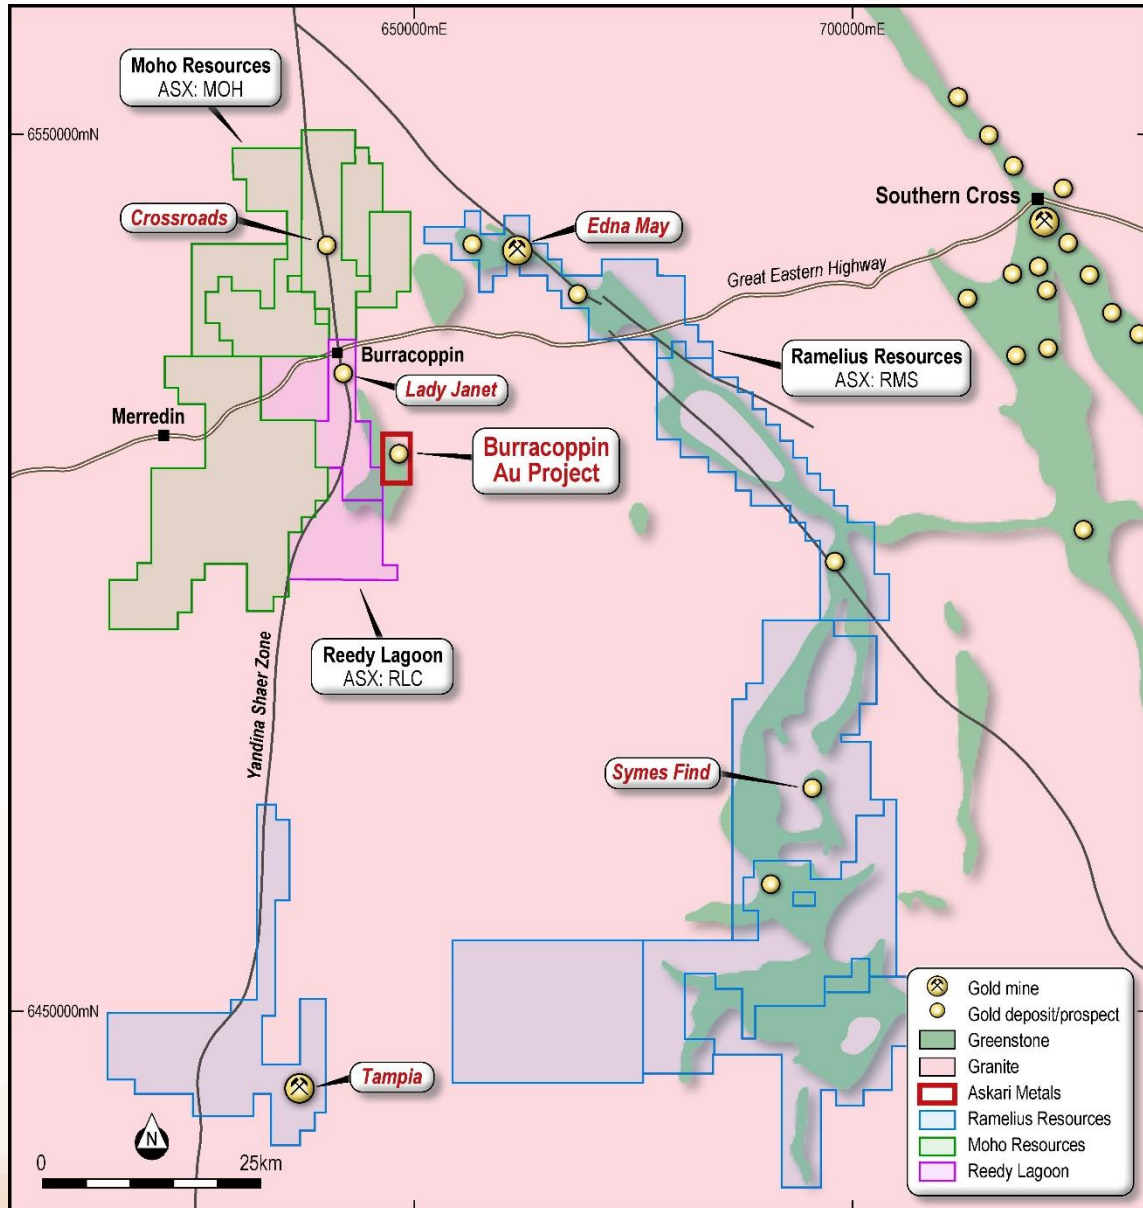 650000mE
700000mE
Moho Resources
ASX: MOH
6550000mN
Southern Cross
Crossroads
Edna May
Great Eastern Highway
Burracoppin
Ramelius Resources
ASX: RMS
Lady Janet
Merredin
Burracoppin
Au Project
Reedy Lagoon
ASX: RLC
Yandina Shaer Zone
Symes Find
6450000mN
Gold mine
Gold deposit/prospect
Greenstone
Granite
Askari Metals
Ramelius Resources
Moho Resources
Reedy Lagoon
Tampia
N
0
25km